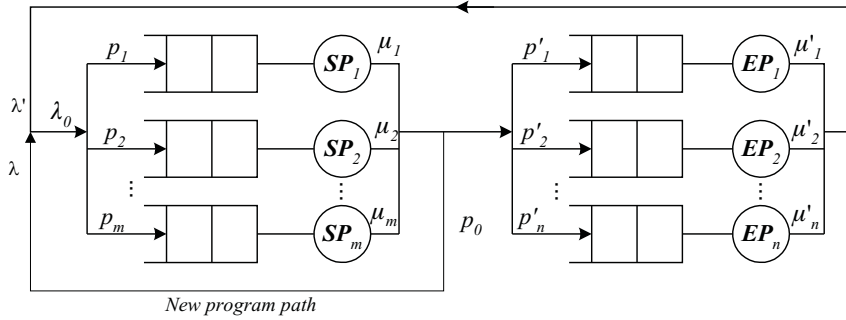 p1 SP1 μ1 p'1 EP1 μ'1
λ' λ0
p2 SP2 μ2 p'2 EP2 μ'2
λ
... ... ... ...
pm SPm μm p0 p'n EPn μ'n
New program path